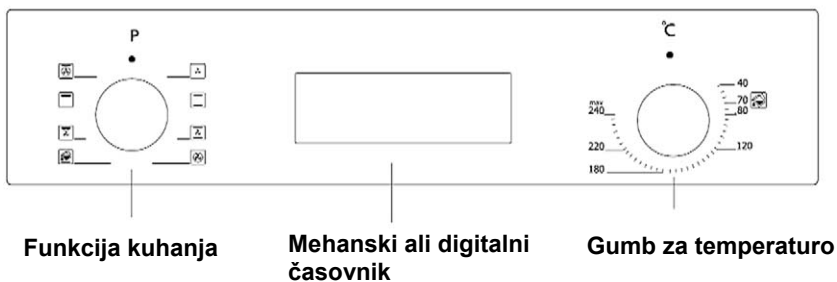 P
°C
40
70
80
120
180
220
max
240
Funkcija kuhanja
Mehanski ali digitalni
časovnik
Gumb za temperaturo